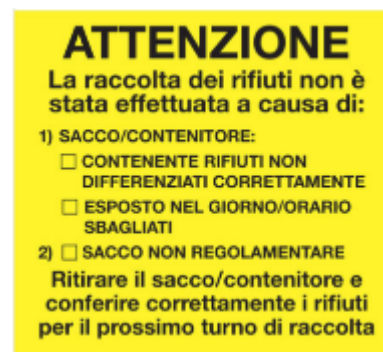 ATTENZIONE
La raccolta dei rifiuti non è
stata effettuata a causa di:
1) SACCO/CONTENITORE:
☐ CONTENENTE RIFIUTI NON
DIFFERENZIATI CORRETTAMENTE
☐ ESPOSTO NEL GIORNO/ORARIO
SBAGLIATI
2) ☐ SACCO NON REGOLAMENTARE
Ritirare il sacco/contenitore e
conferire correttamente i rifiuti
per il prossimo turno di raccolta